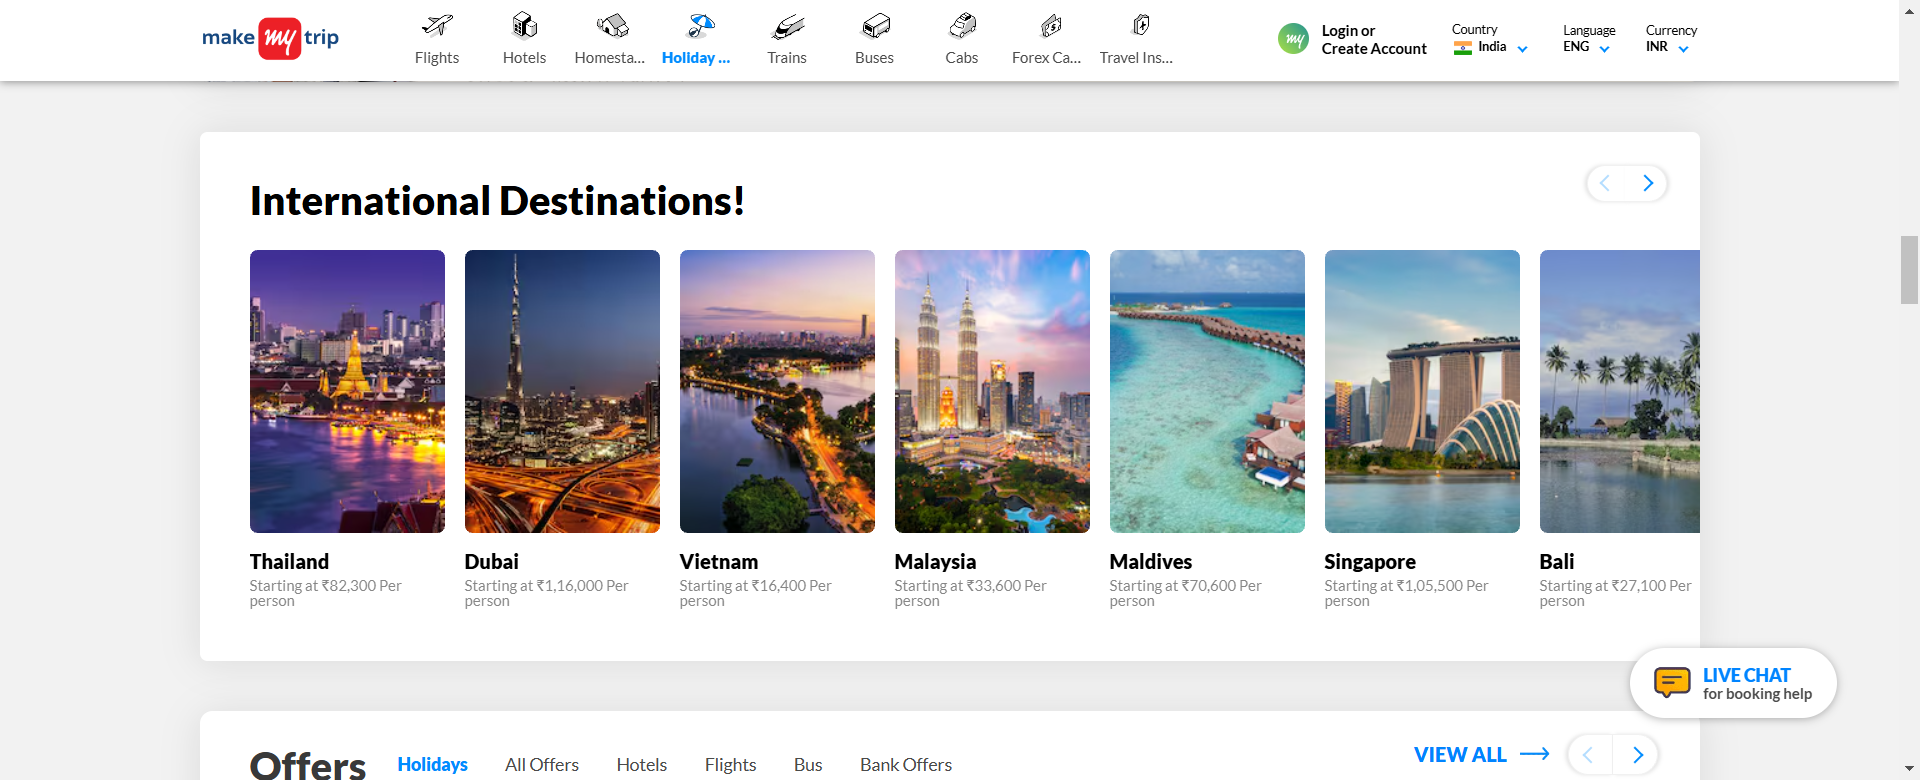 make my trip
Flights
Hotels
Homesta...
Holiday ...
Trains
Buses
Cabs
Forex Ca...
Travel Ins...
my
Login or
Create Account
Country
India
Language
ENG
Currency
INR
International Destinations!
Thailand
Starting at ₹82,300 Per
person
Dubai
Starting at ₹1,16,000 Per
person
Vietnam
Starting at ₹16,400 Per
person
Malaysia
Starting at ₹33,600 Per
person
Maldives
Starting at ₹70,600 Per
person
Singapore
Starting at ₹1,05,500 Per
person
Bali
Starting at ₹27,100 Per
person
LIVE CHAT
for booking help
Offers
Holidays
All Offers
Hotels
Flights
Bus
Bank Offers
VIEW ALL